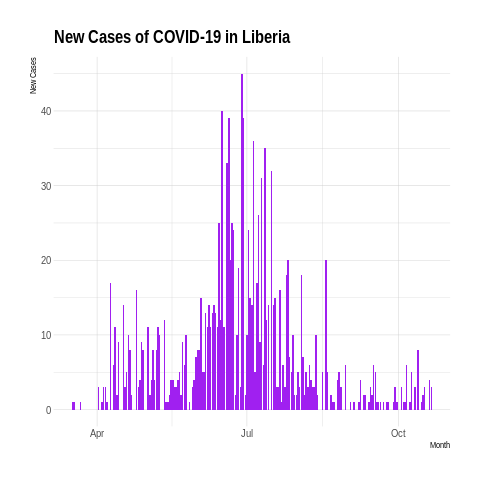 New Cases of COVID-19 in Liberia
New Cases
40
30
20
10
0
Apr
Jul
Oct
Month